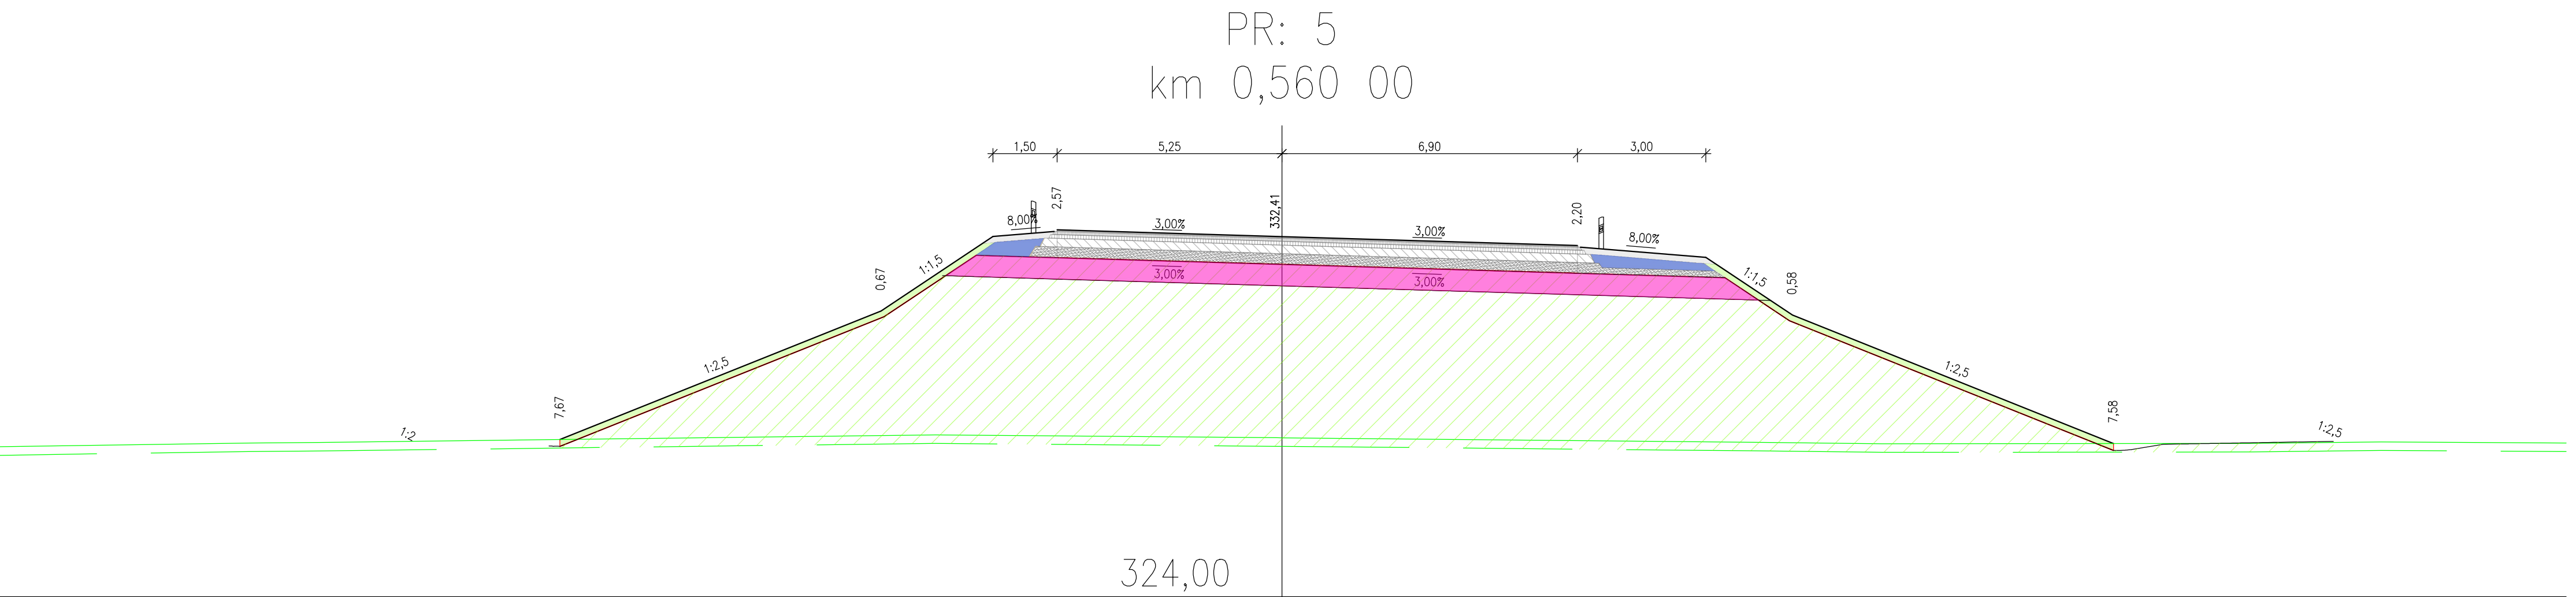 PR: 5
km 0,560 00
1,50 5,25 6,90 3,00
2,57 332,41 2,20
8,00% 3,00% 3,00% 8,00%
0,67 1:1,5 3,00% 3,00% 1:1,5 0,58
1:2,5 1:2,5
7,67 7,58
1:2 1:2,5
324,00